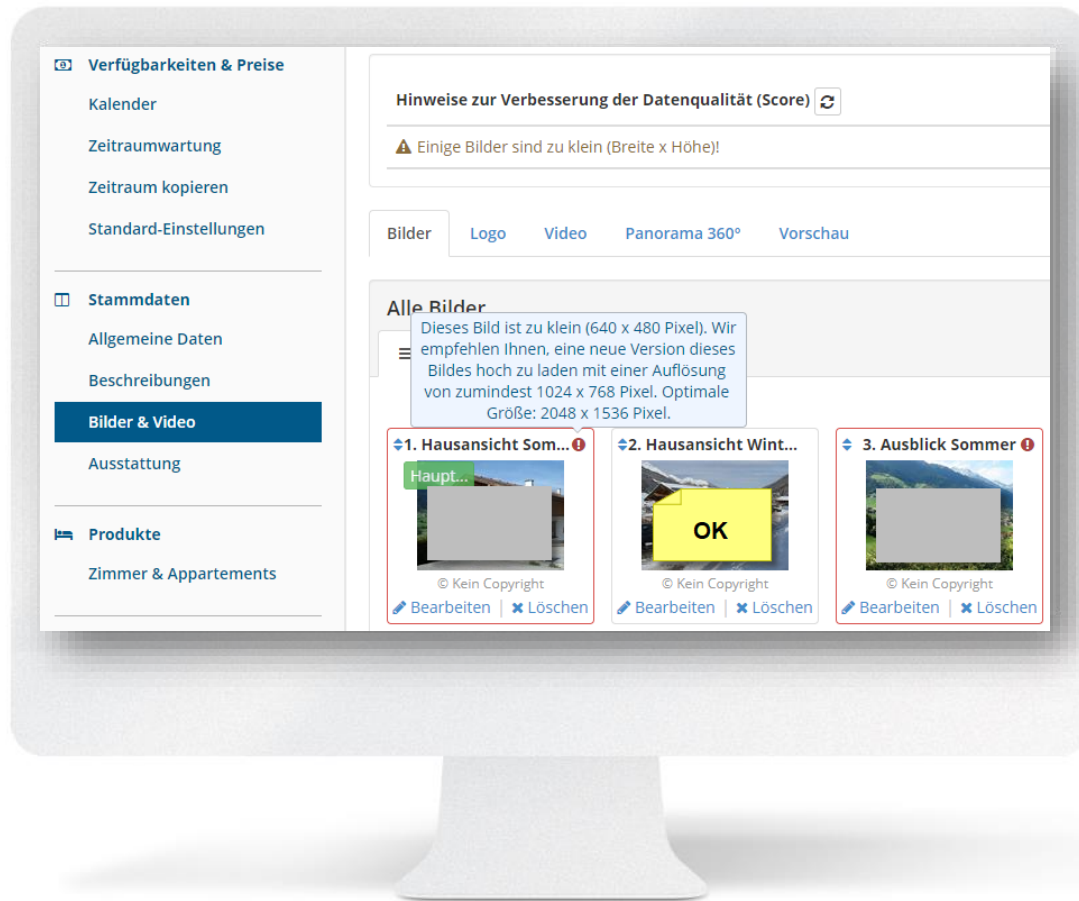 Verfügbarkeiten & Preise
Kalender
Zeitraumwartung
Zeitraum kopieren
Standard-Einstellungen
Stammdaten
Allgemeine Daten
Beschreibungen
Bilder & Video
Ausstattung
Produkte
Zimmer & Appartements
Hinweise zur Verbesserung der Datenqualität (Score)
Einige Bilder sind zu klein (Breite x Höhe)!
Bilder Logo Video Panorama 360° Vorschau
Alle Bilder
Dieses Bild ist zu klein (640 x 480 Pixel). Wir
empfehlen Ihnen, eine neue Version dieses
Bildes hoch zu laden mit einer Auflösung
von zumindest 1024 x 768 Pixel. Optimale
Größe: 2048 x 1536 Pixel.
1. Hausansicht Som...
Haupt...
© Kein Copyright
Bearbeiten | Löschen
2. Hausansicht Wint...
OK
© Kein Copyright
Bearbeiten | Löschen
3. Ausblick Sommer
© Kein Copyright
Bearbeiten | Löschen